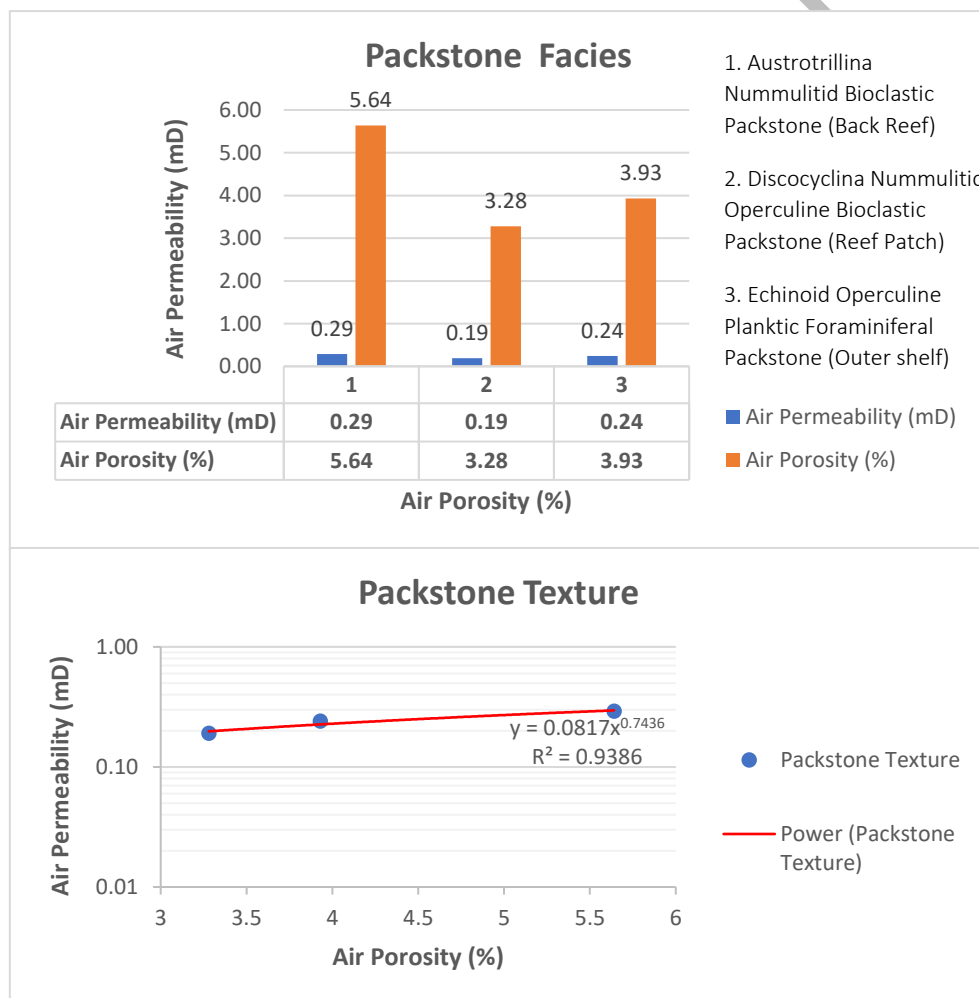 Packstone Facies
Air Permeability (mD)
6.00
5.00
4.00
3.00
2.00
1.00
0.00
5.64
3.28
3.93
0.29
0.19
0.24
1 2 3
Air Permeability (mD) 0.29 0.19 0.24
Air Porosity (%) 5.64 3.28 3.93
Air Porosity (%)
1. Austrotrillina
Nummulitid Bioclastic
Packstone (Back Reef)
2. Discocyclina Nummulitic
Operculine Bioclastic
Packstone (Reef Patch)
3. Echinoid Operculine
Planktic Foraminiferal
Packstone (Outer shelf)
Air Permeability (mD)
Air Porosity (%)
Packstone Texture
Air Permeability (mD)
1.00
0.10
0.01
y = 0.0817x^0.7436
R² = 0.9386
3 3.5 4 4.5 5 5.5 6
Air Porosity (%)
Packstone Texture
Power (Packstone
Texture)